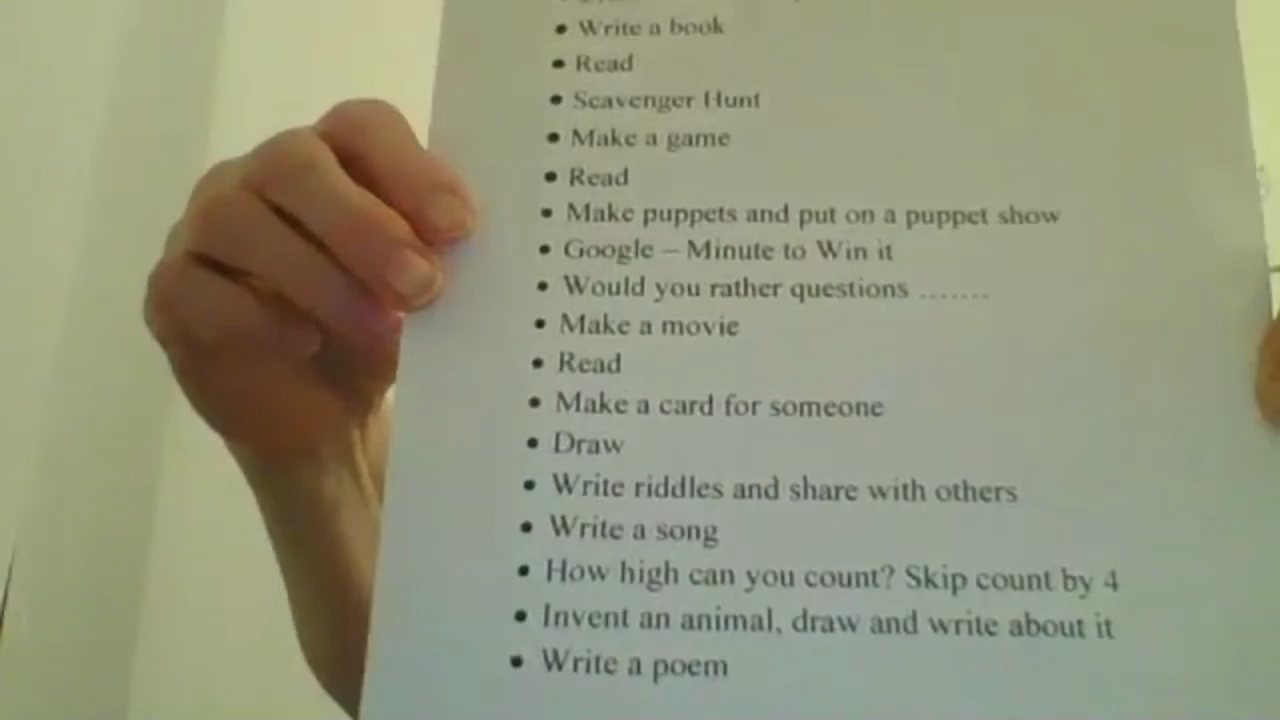 • Write a book
• Read
• Scavenger Hunt
• Make a game
• Read
• Make puppets and put on a puppet show
• Google – Minute to Win it
• Would you rather questions .......
• Make a movie
• Read
• Make a card for someone
• Draw
• Write riddles and share with others
• Write a song
• How high can you count? Skip count by 4
• Invent an animal, draw and write about it
• Write a poem